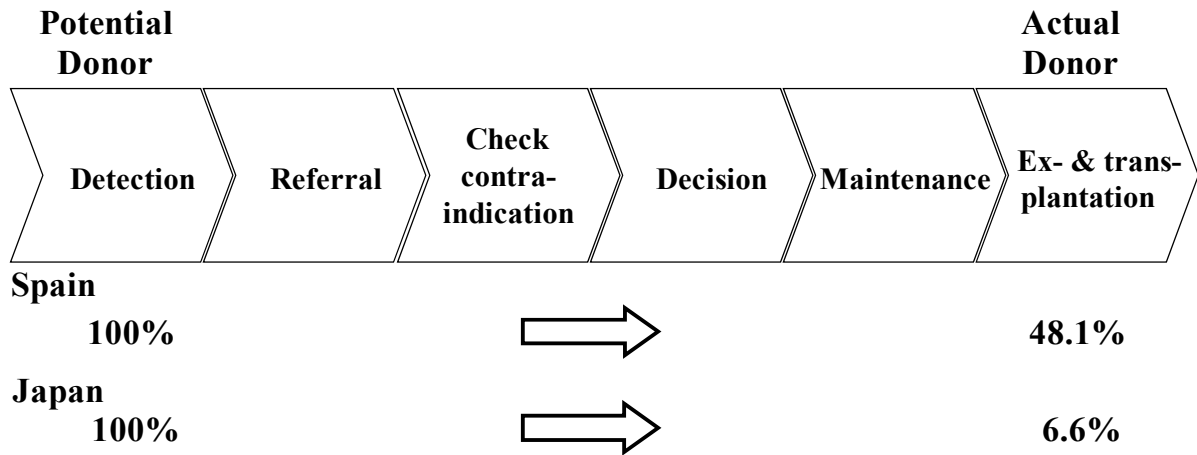 Potential
Donor
Actual
Donor
Detection
Referral
Check
contra-
indication
Decision
Maintenance
Ex- & trans-
plantation
Spain
100%
48.1%
Japan
100%
6.6%